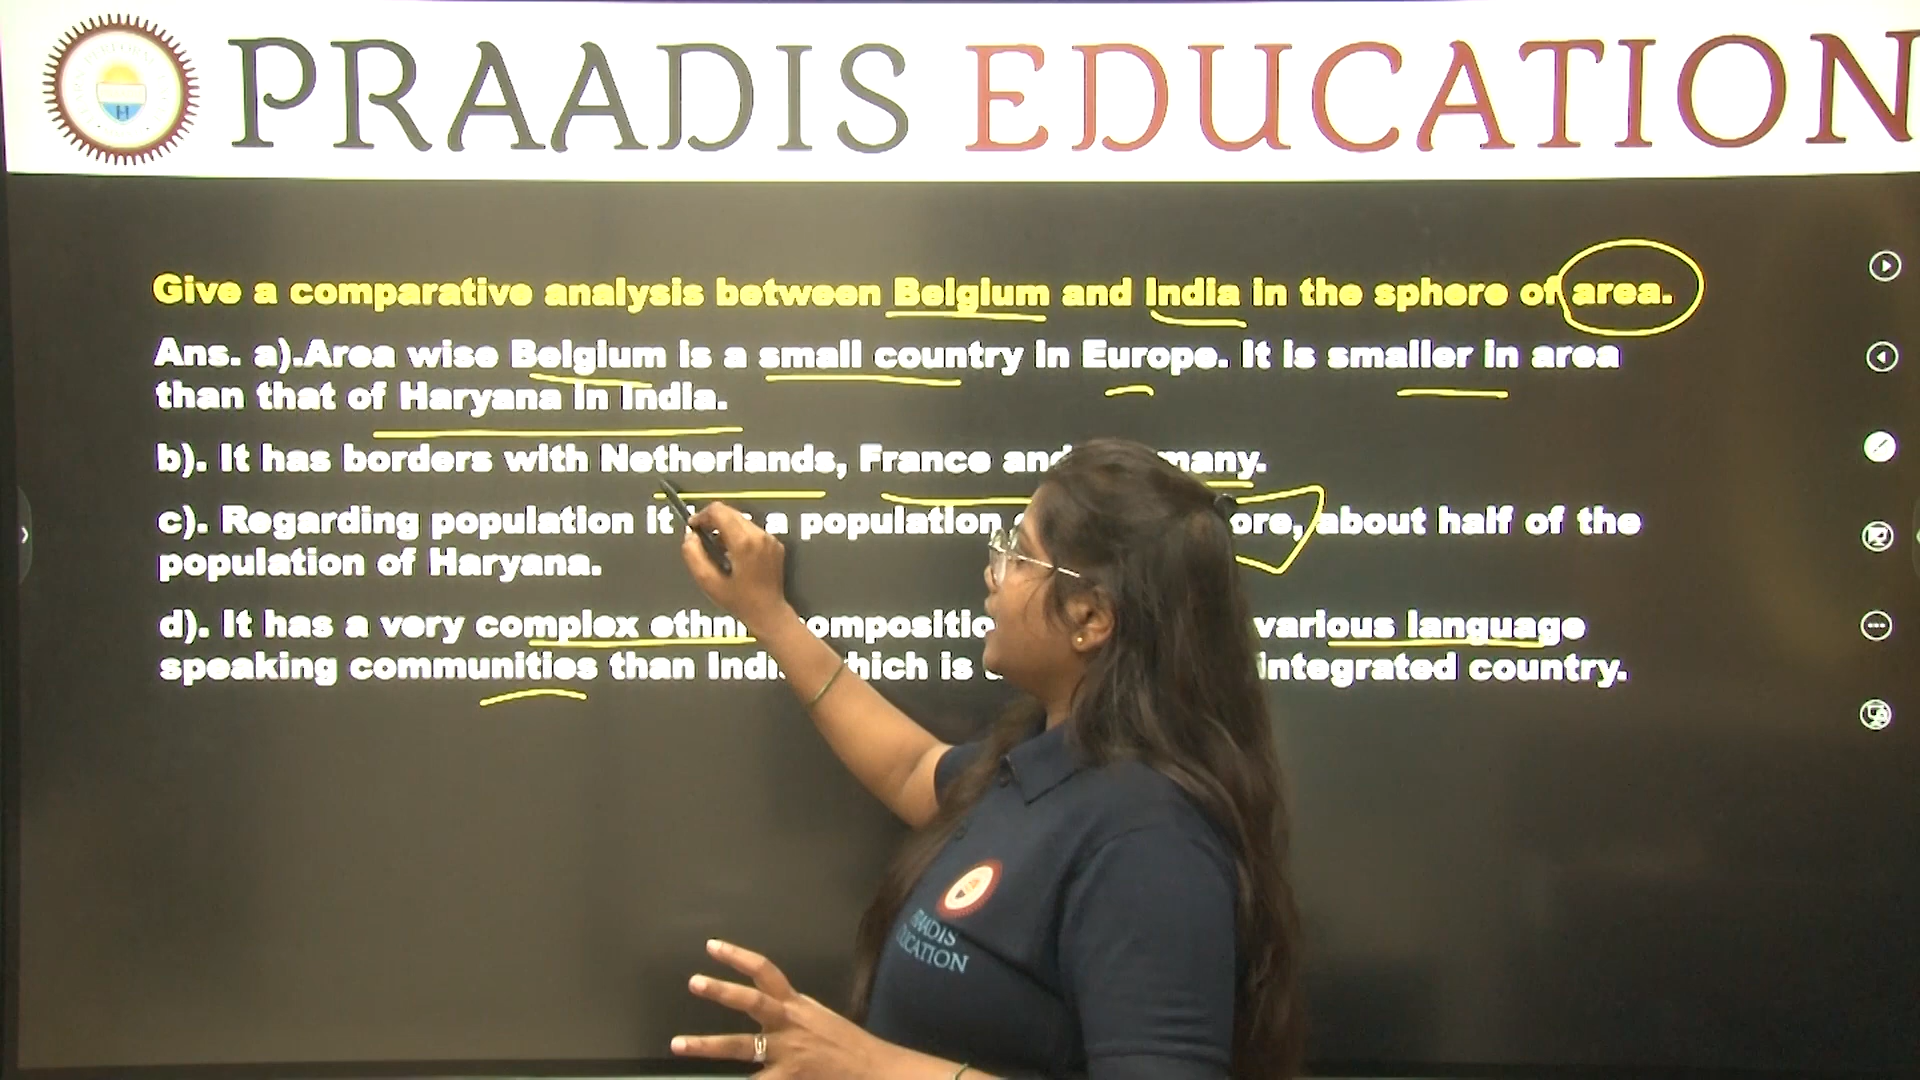 PRAADIS EDUCATION
Give a comparative analysis between Belgium and India in the sphere of area.
Ans. a).Area wise Belgium is a small country in Europe. It is smaller in area
than that of Haryana in India.
b). It has borders with Netherlands, France and
c). Regarding population it a population about half of the
population of Haryana.
d). It has a very complex various language
speaking communities than is integrated country.
PRAADIS
EDUCATION